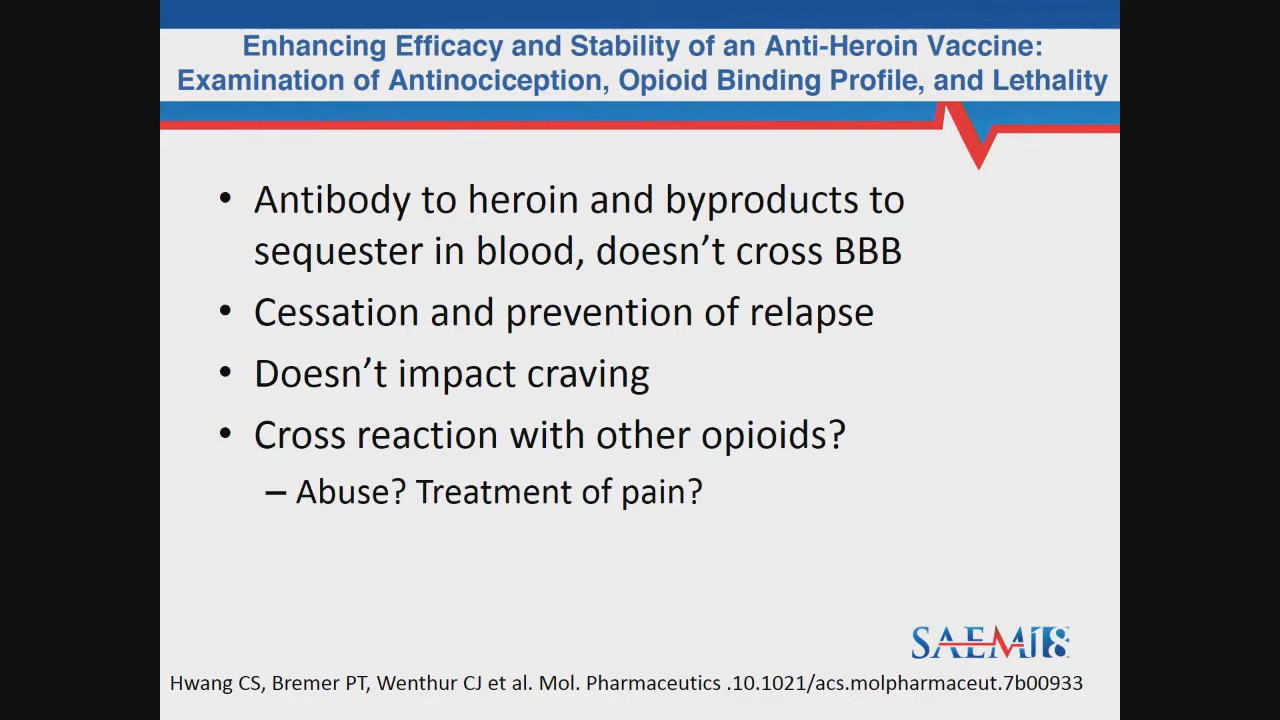 Enhancing Efficacy and Stability of an Anti-Heroin Vaccine:
Examination of Antinociception, Opioid Binding Profile, and Lethality
• Antibody to heroin and byproducts to
sequester in blood, doesn’t cross BBB
• Cessation and prevention of relapse
• Doesn’t impact craving
• Cross reaction with other opioids?
– Abuse? Treatment of pain?
SAEM18
Hwang CS, Bremer PT, Wenthur CJ et al. Mol. Pharmaceutics .10.1021/acs.molpharmaceut.7b00933